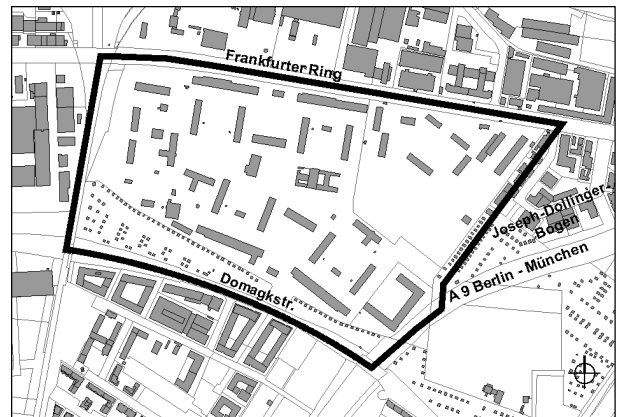 Frankfurter Ring
Joseph-Dollinger-
Bogen
A 9 Berlin - München
Domagkstr.